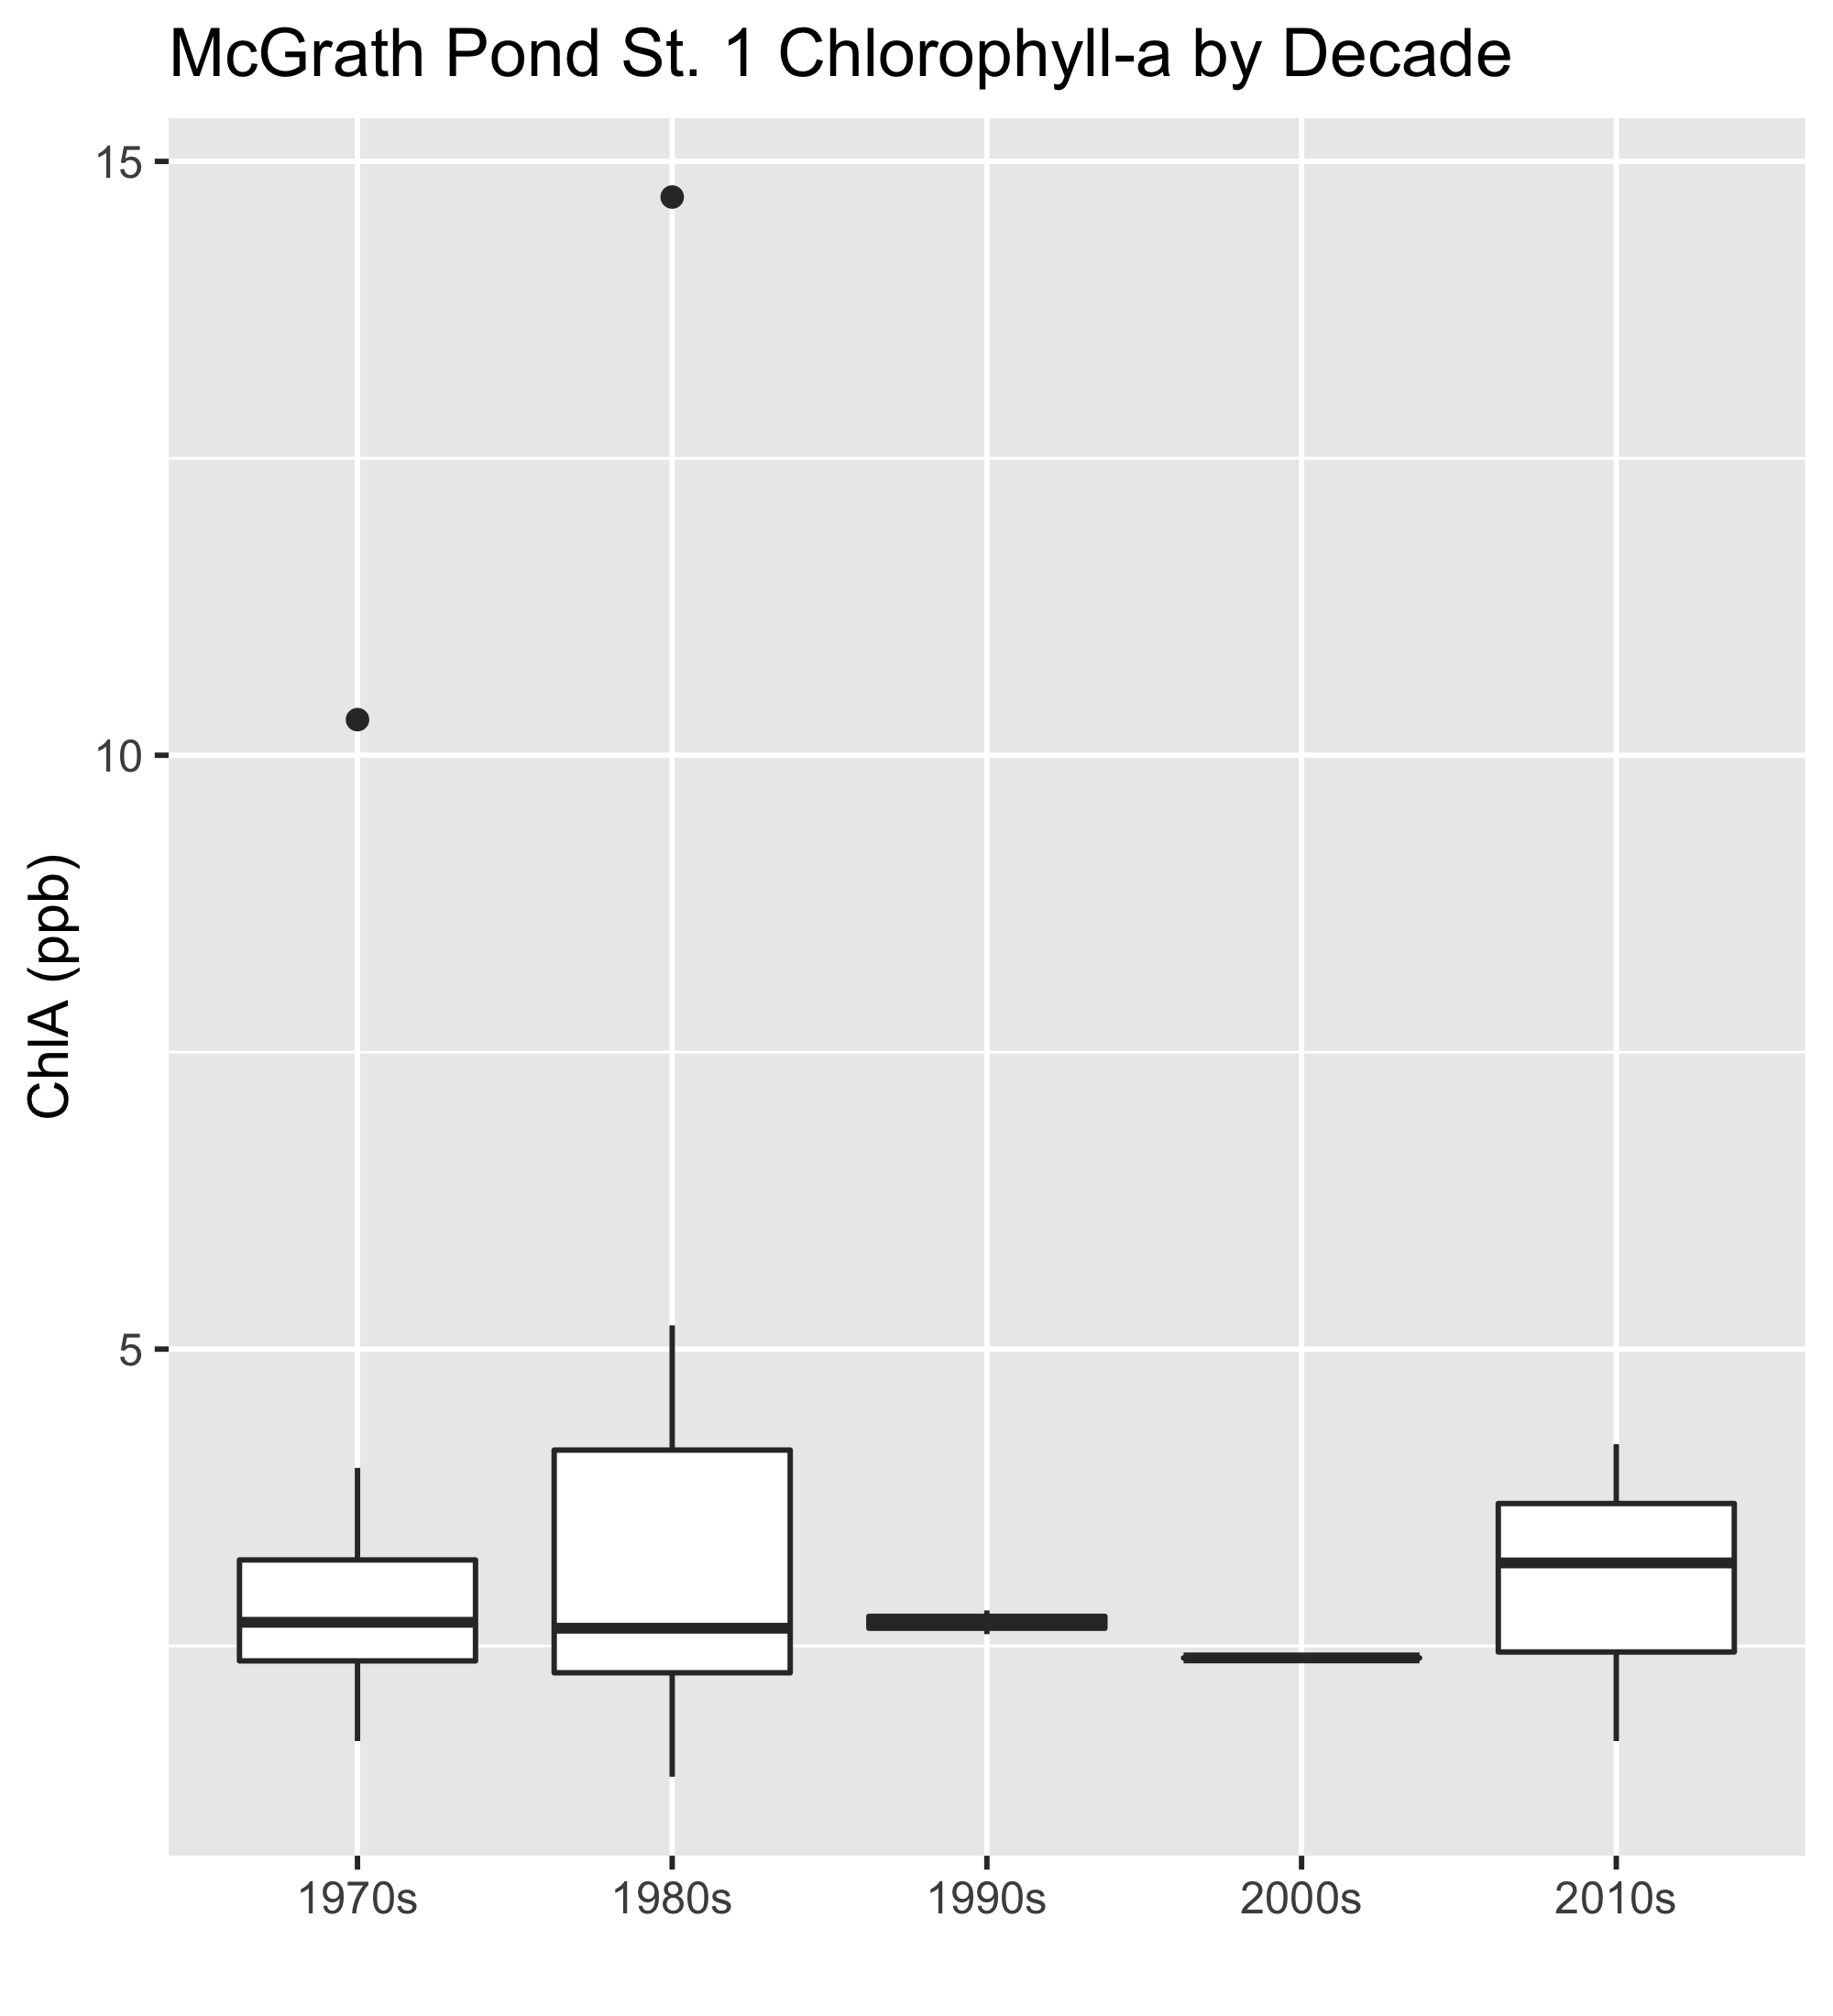 McGrath Pond St. 1 Chlorophyll-a by Decade
15
10
5
ChlA (ppb)
1970s 1980s 1990s 2000s 2010s